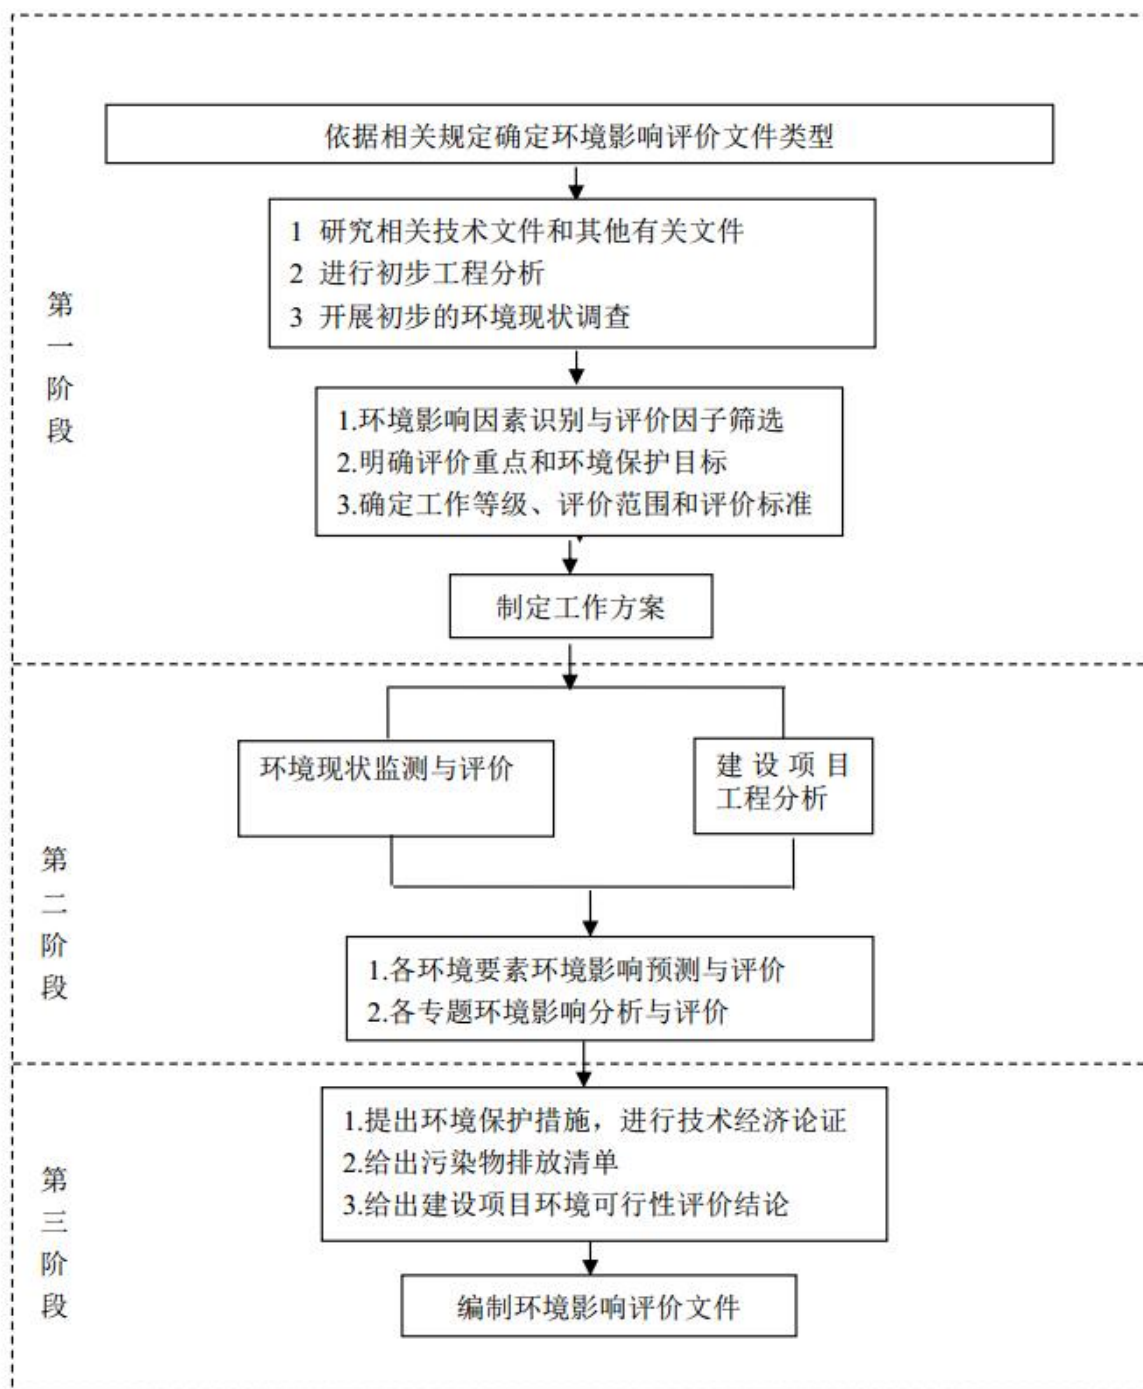 依据相关规定确定环境影响评价文件类型
1 研究相关技术文件和其他有关文件
2 进行初步工程分析
3 开展初步的环境现状调查
第
一
阶
段
1.环境影响因素识别与评价因子筛选
2.明确评价重点和环境保护目标
3.确定工作等级、评价范围和评价标准
制定工作方案
环境现状监测与评价
建设项目
工程分析
第
二
阶
段
1.各环境要素环境影响预测与评价
2.各专题环境影响分析与评价
1.提出环境保护措施，进行技术经济论证
2.给出污染物排放清单
3.给出建设项目环境可行性评价结论
第
三
阶
段
编制环境影响评价文件